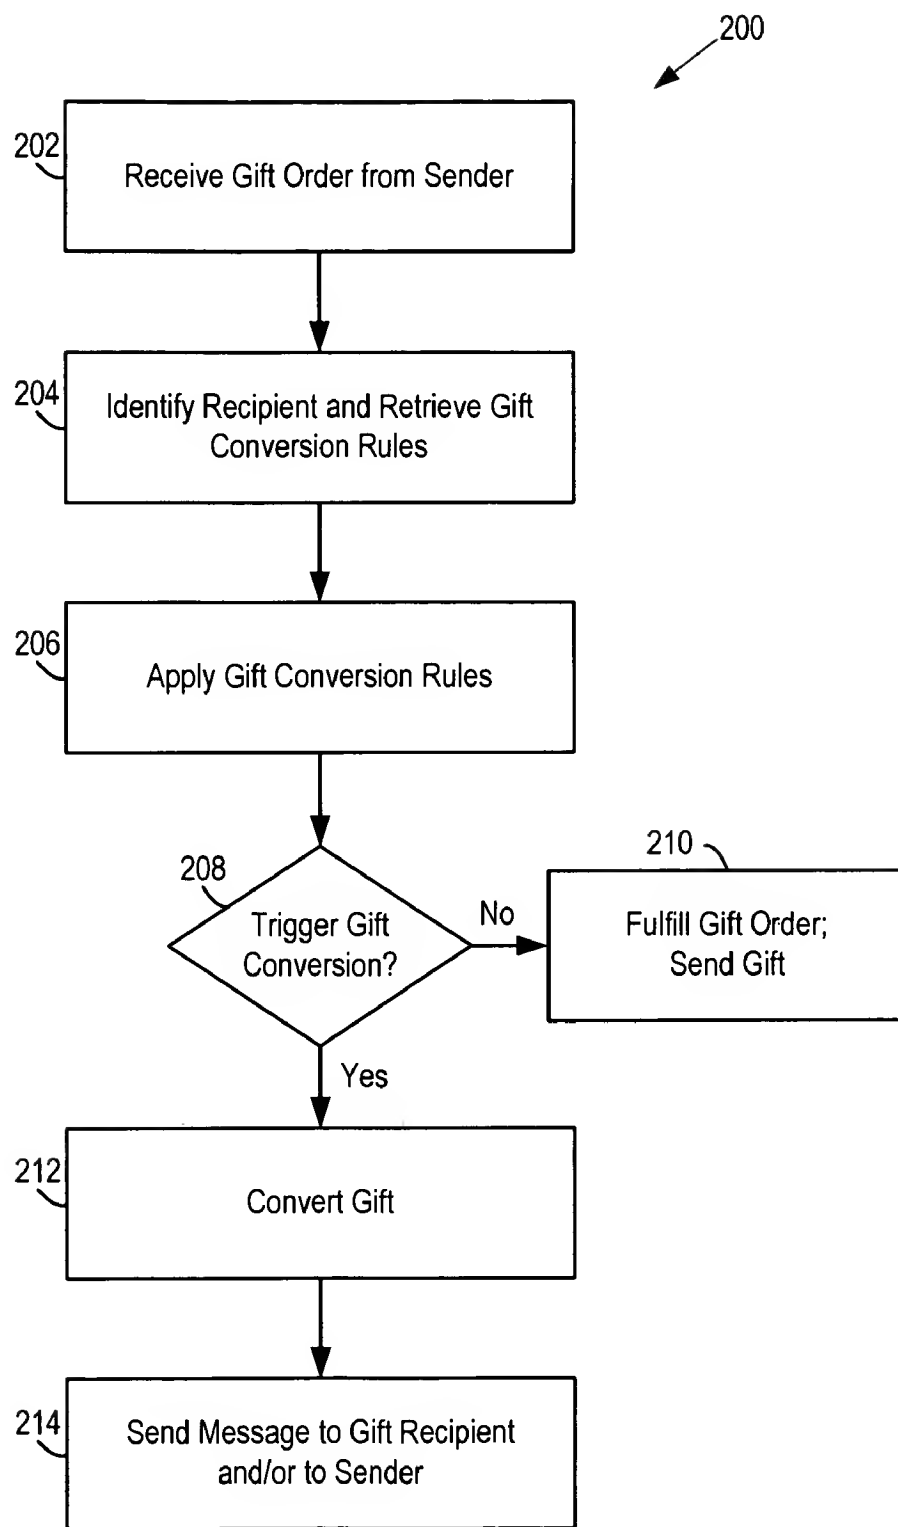 200
202
Receive Gift Order from Sender
204
Identify Recipient and Retrieve Gift
Conversion Rules
206
Apply Gift Conversion Rules
208
Trigger Gift
Conversion?
No
210
Fulfill Gift Order;
Send Gift
Yes
212
Convert Gift
214
Send Message to Gift Recipient
and/or to Sender